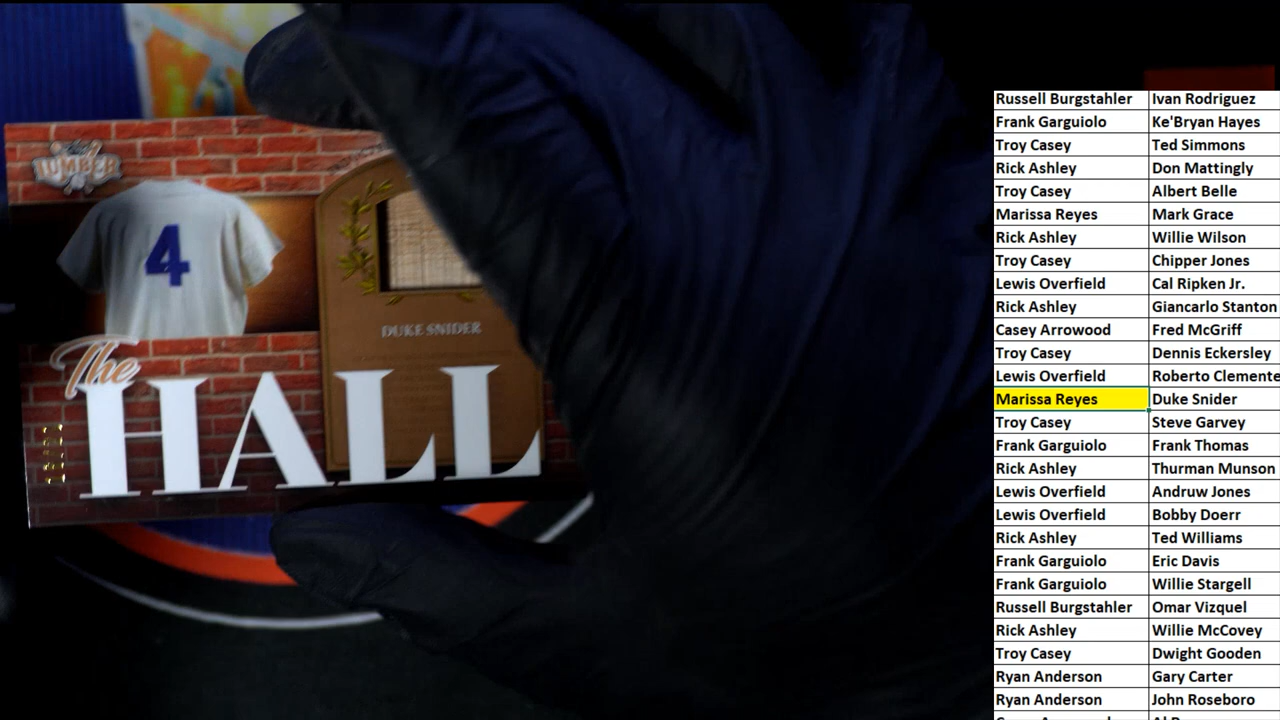 LUMBER
4
DUKE SNIDER
The
HALL
Russell Burgstahler Ivan Rodriguez
Frank Garguiolo Ke'Bryan Hayes
Troy Casey Ted Simmons
Rick Ashley Don Mattingly
Troy Casey Albert Belle
Marissa Reyes Mark Grace
Rick Ashley Willie Wilson
Troy Casey Chipper Jones
Lewis Overfield Cal Ripken Jr.
Rick Ashley Giancarlo Stanton
Casey Arrowood Fred McGriff
Troy Casey Dennis Eckersley
Lewis Overfield Roberto Clemente
Marissa Reyes Duke Snider
Troy Casey Steve Garvey
Frank Garguiolo Frank Thomas
Rick Ashley Thurman Munson
Lewis Overfield Andruw Jones
Lewis Overfield Bobby Doerr
Rick Ashley Ted Williams
Frank Garguiolo Eric Davis
Frank Garguiolo Willie Stargell
Russell Burgstahler Omar Vizquel
Rick Ashley Willie McCovey
Troy Casey Dwight Gooden
Ryan Anderson Gary Carter
Ryan Anderson John Roseboro